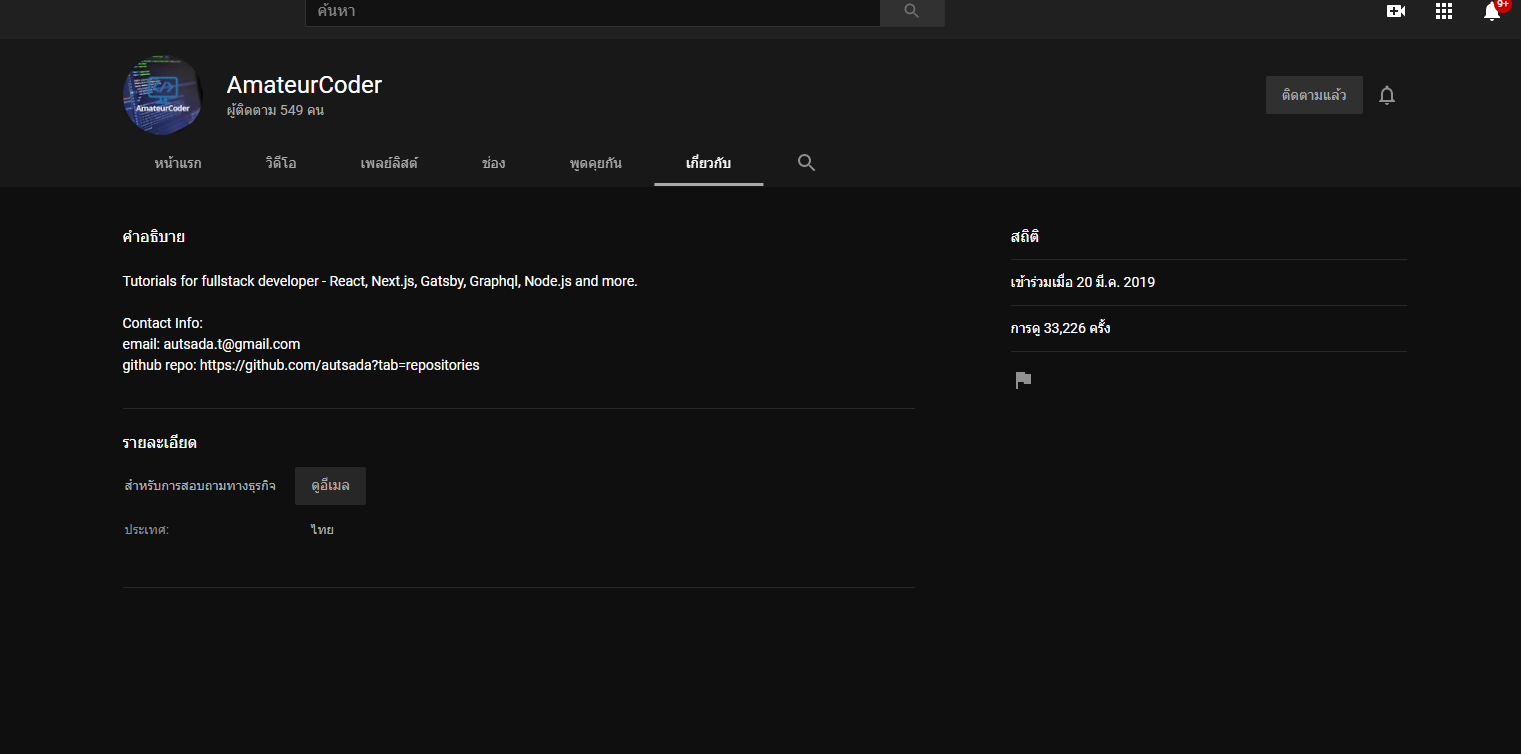 ค้นหา
9+
AmateurCoder
AmateurCoder
ผู้ติดตาม 549 คน
ติดตามแล้ว
หน้าแรก
วิดีโอ
เพลย์ลิสต์
ช่อง
พูดคุยกัน
เกี่ยวกับ
คำอธิบาย
Tutorials for fullstack developer - React, Next.js, Gatsby, Graphql, Node.js and more.
Contact Info:
email: autsada.t@gmail.com
github repo: https://github.com/autsada?tab=repositories
รายละเอียด
สำหรับการสอบถามทางธุรกิจ
ดูอีเมล
ประเทศ:
ไทย
สถิติ
เข้าร่วมเมื่อ 20 มี.ค. 2019
การดู 33,226 ครั้ง